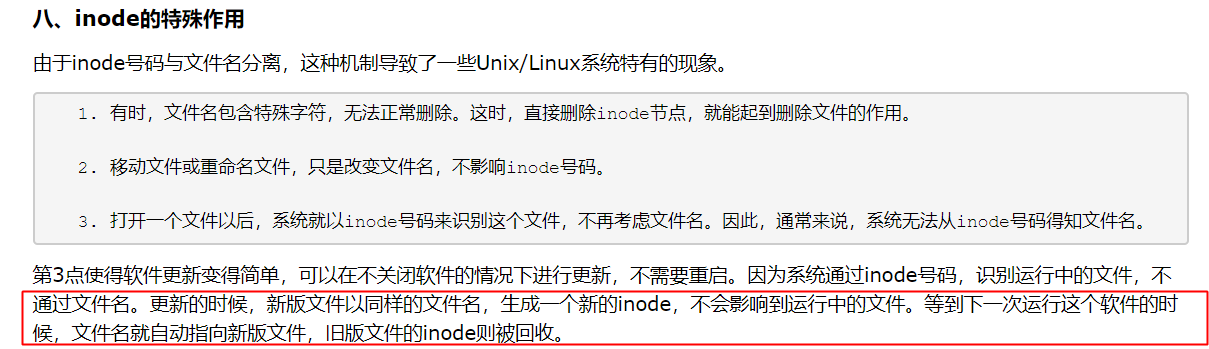 八、inode的特殊作用
由于inode号码与文件名分离，这种机制导致了一些Unix/Linux系统特有的现象。
1. 有时，文件名包含特殊字符，无法正常删除。这时，直接删除inode节点，就能起到删除文件的作用。
2. 移动文件或重命名文件，只是改变文件名，不影响inode号码。
3. 打开一个文件以后，系统就以inode号码来识别这个文件，不再考虑文件名。因此，通常来说，系统无法从inode号码得知文件名。
第3点使得软件更新变得简单，可以在不关闭软件的情况下进行更新，不需要重启。因为系统通过inode号码，识别运行中的文件，不
通过文件名。更新的时候，新版文件以同样的文件名，生成一个新的inode，不会影响到运行中的文件。等到下一次运行这个软件的时
候，文件名就自动指向新版文件，旧版文件的inode则被回收。